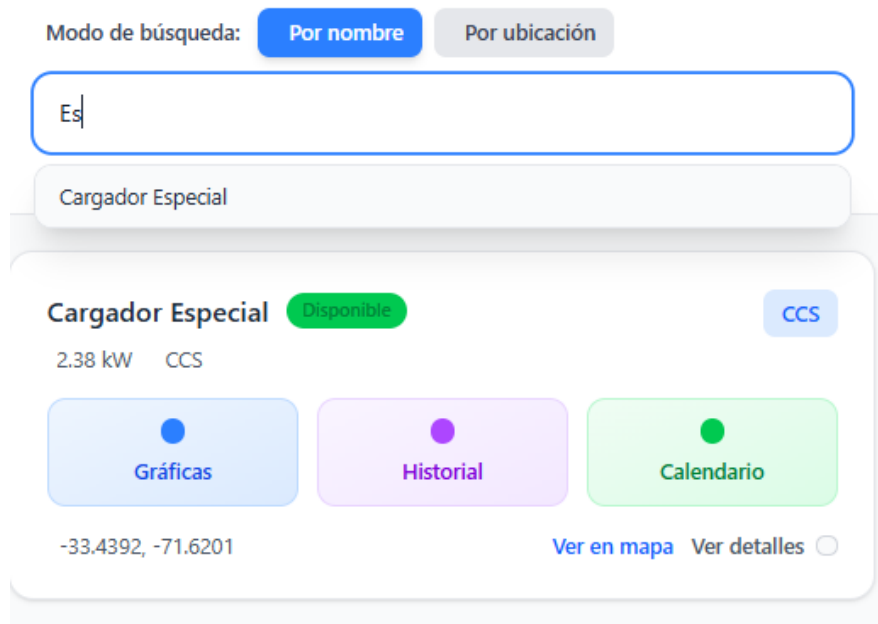 Modo de búsqueda: Por nombre Por ubicación
Es
Cargador Especial
Cargador Especial Disponible CCS
2.38 kW CCS
Gráficas Historial Calendario
-33.4392, -71.6201 Ver en mapa Ver detalles